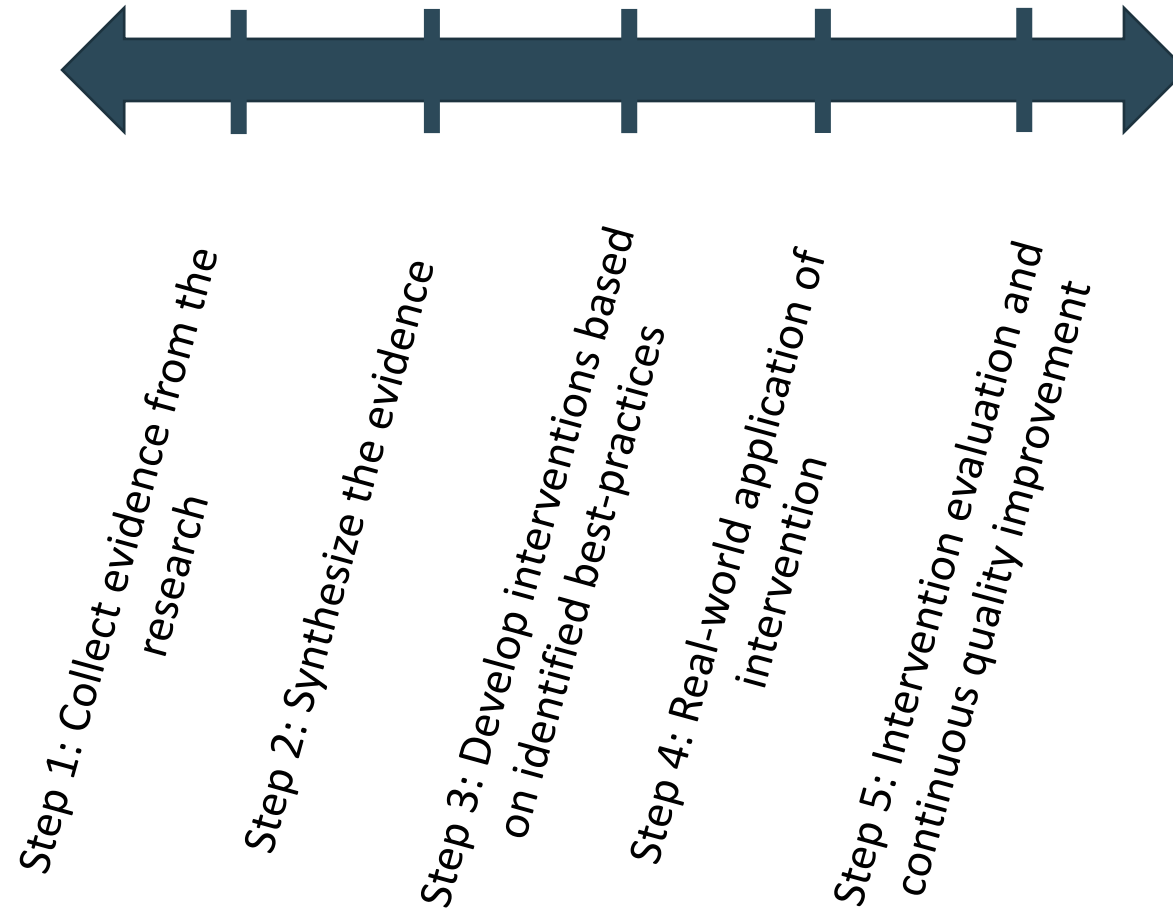 Step 1: Collect evidence from the
research
Step 2: Synthesize the evidence
Step 3: Develop interventions based
on identified best-practices
Step 4: Real-world application of
intervention
Step 5: Intervention evaluation and
continuous quality improvement